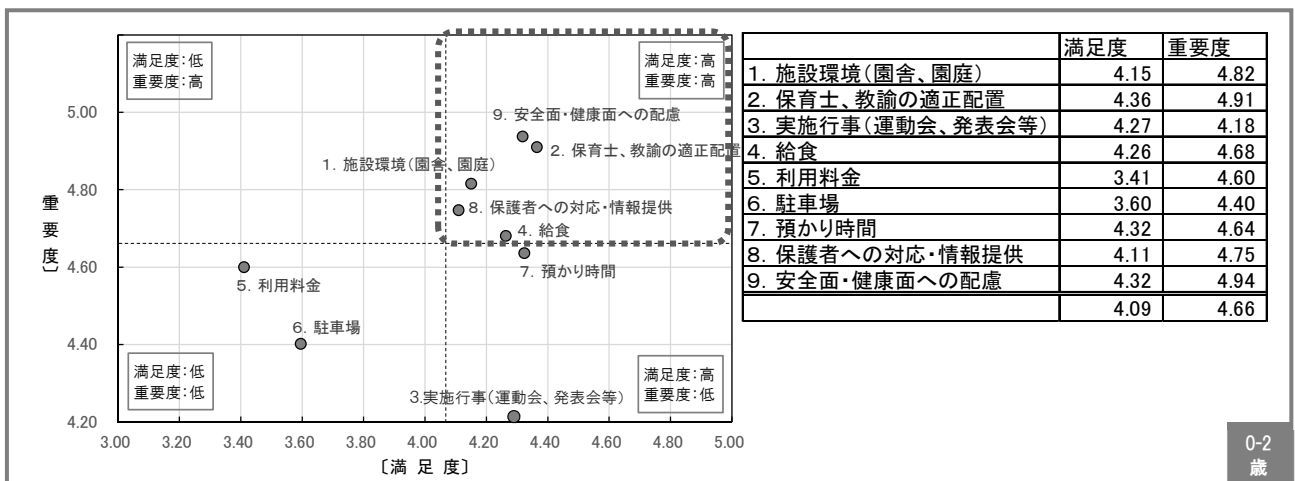 満足度:低
重要度:高
満足度:高
重要度:高
9. 安全面・健康面への配慮
2. 保育士、教諭の適正配置
1. 施設環境(園舎、園庭)
8. 保護者への対応・情報提供
4. 給食
7. 預かり時間
5. 利用料金
6. 駐車場
3.実施行事(運動会、発表会等)
満足度:低
重要度:低
満足度:高
重要度:低
重要度〕
5.00
4.80
4.60
4.40
4.20
3.00 3.20 3.40 3.60 3.80 4.00 4.20 4.40 4.60 4.80 5.00
〔満 足 度〕
満足度 重要度
1. 施設環境(園舎、園庭) 4.15 4.82
2. 保育士、教諭の適正配置 4.36 4.91
3. 実施行事(運動会、発表会等) 4.27 4.18
4. 給食 4.26 4.68
5. 利用料金 3.41 4.60
6. 駐車場 3.60 4.40
7. 預かり時間 4.32 4.64
8. 保護者への対応・情報提供 4.11 4.75
9. 安全面・健康面への配慮 4.32 4.94
4.09 4.66
0-2
歳